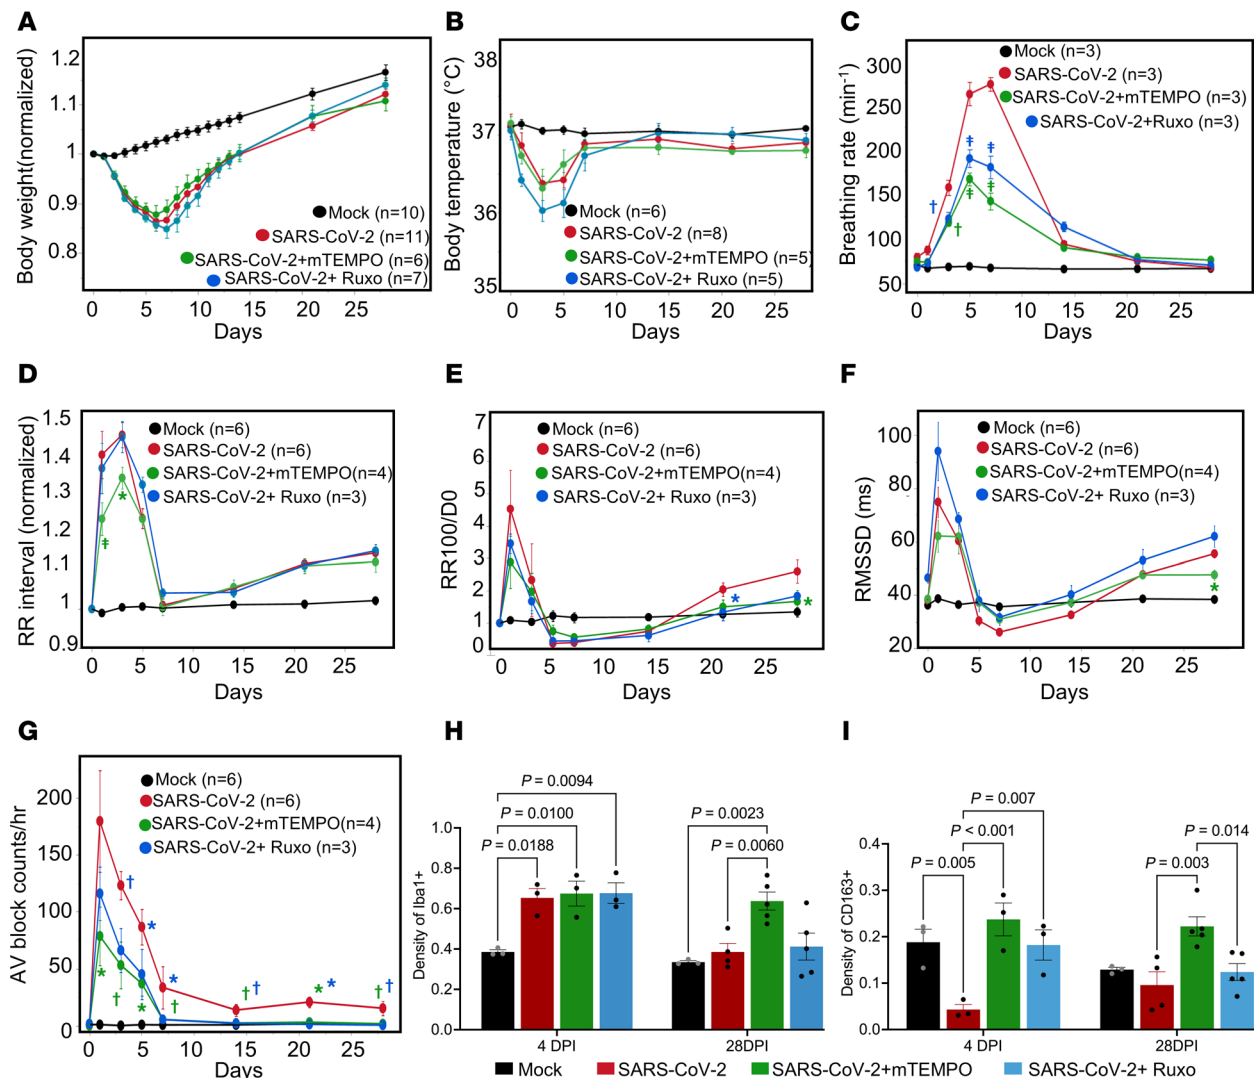 A
Body weight(normalized)
1.2
1.1
1
0.9
0.8
Mock (n=10)
SARS-CoV-2 (n=11)
SARS-CoV-2+mTEMPO (n=6)
SARS-CoV-2+ Ruxo (n=7)
0 5 10 15 20 25
Days
B
Body temperature (°C)
38
37
36
35
Mock (n=6)
SARS-CoV-2 (n=8)
SARS-CoV-2+mTEMPO (n=5)
SARS-CoV-2+ Ruxo (n=5)
0 5 10 15 20 25
Days
C
Breathing rate (min-1)
300
250
200
150
100
50
Mock (n=3)
SARS-CoV-2 (n=3)
SARS-CoV-2+mTEMPO (n=3)
SARS-CoV-2+Ruxo (n=3)
‡ ‡
† ‡ ‡
†
0 5 10 15 20 25
Days
D
RR interval (normalized)
1.5
1.4
1.3
1.2
1.1
1
0.9
Mock (n=6)
SARS-CoV-2 (n=6)
SARS-CoV-2+mTEMPO(n=4)
SARS-CoV-2+ Ruxo (n=3)
*
‡
0 5 10 15 20 25
Days
E
RR100/D0
7
6
5
4
3
2
1
0
Mock (n=6)
SARS-CoV-2 (n=6)
SARS-CoV-2+mTEMPO(n=4)
SARS-CoV-2+ Ruxo (n=3)
* *
0 5 10 15 20 25
Days
F
RMSSD (ms)
100
80
60
40
20
Mock (n=6)
SARS-CoV-2 (n=6)
SARS-CoV-2+mTEMPO(n=4)
SARS-CoV-2+ Ruxo (n=3)
*
0 5 10 15 20 25
Days
G
AV block counts/hr
200
150
100
50
0
Mock (n=6)
SARS-CoV-2 (n=6)
SARS-CoV-2+mTEMPO(n=4)
SARS-CoV-2+ Ruxo (n=3)
†
*
* * † * † † † * * † †
0 5 10 15 20 25
Days
H
Density of Iba1+
1.0
0.8
0.6
0.4
0.2
0.0
P = 0.0094
P = 0.0100
P = 0.0188
P = 0.0023
P = 0.0060
4 DPI 28DPI
I
Density of CD163+
0.4
0.3
0.2
0.1
0.0
P = 0.007
P < 0.001
P = 0.005
P = 0.014
P = 0.003
4 DPI 28DPI
Mock SARS-CoV-2 SARS-CoV-2+mTEMPO SARS-CoV-2+ Ruxo